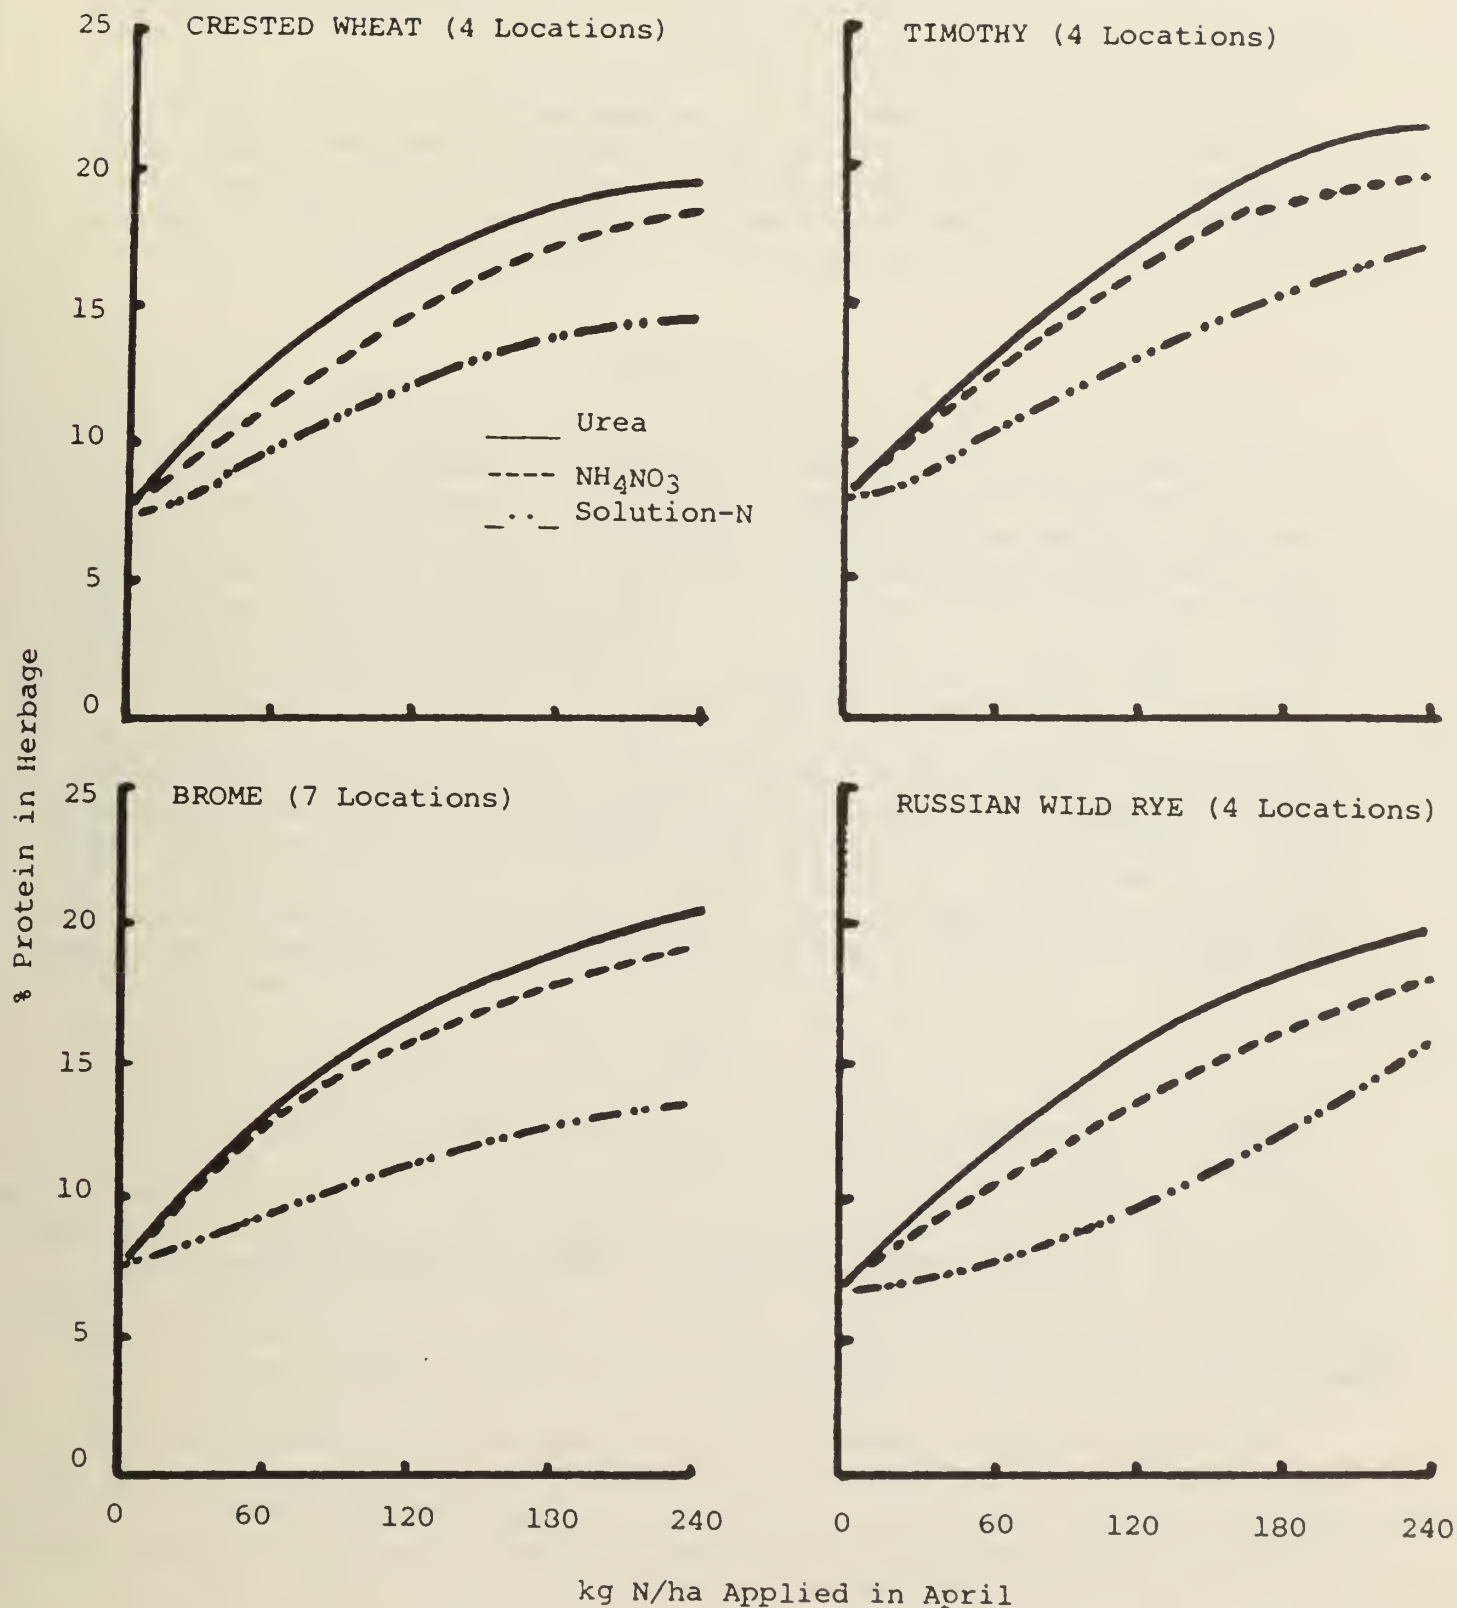 CRESTED WHEAT (4 Locations)
25
20
15
10
5
0
Urea
NH4NO3
Solution-N
TIMOTHY (4 Locations)
% Protein in Herbage
BROME (7 Locations)
25
20
15
10
5
0
0 60 120 180 240
RUSSIAN WILD RYE (4 Locations)
0 60 120 180 240
kg N/ha Applied in April